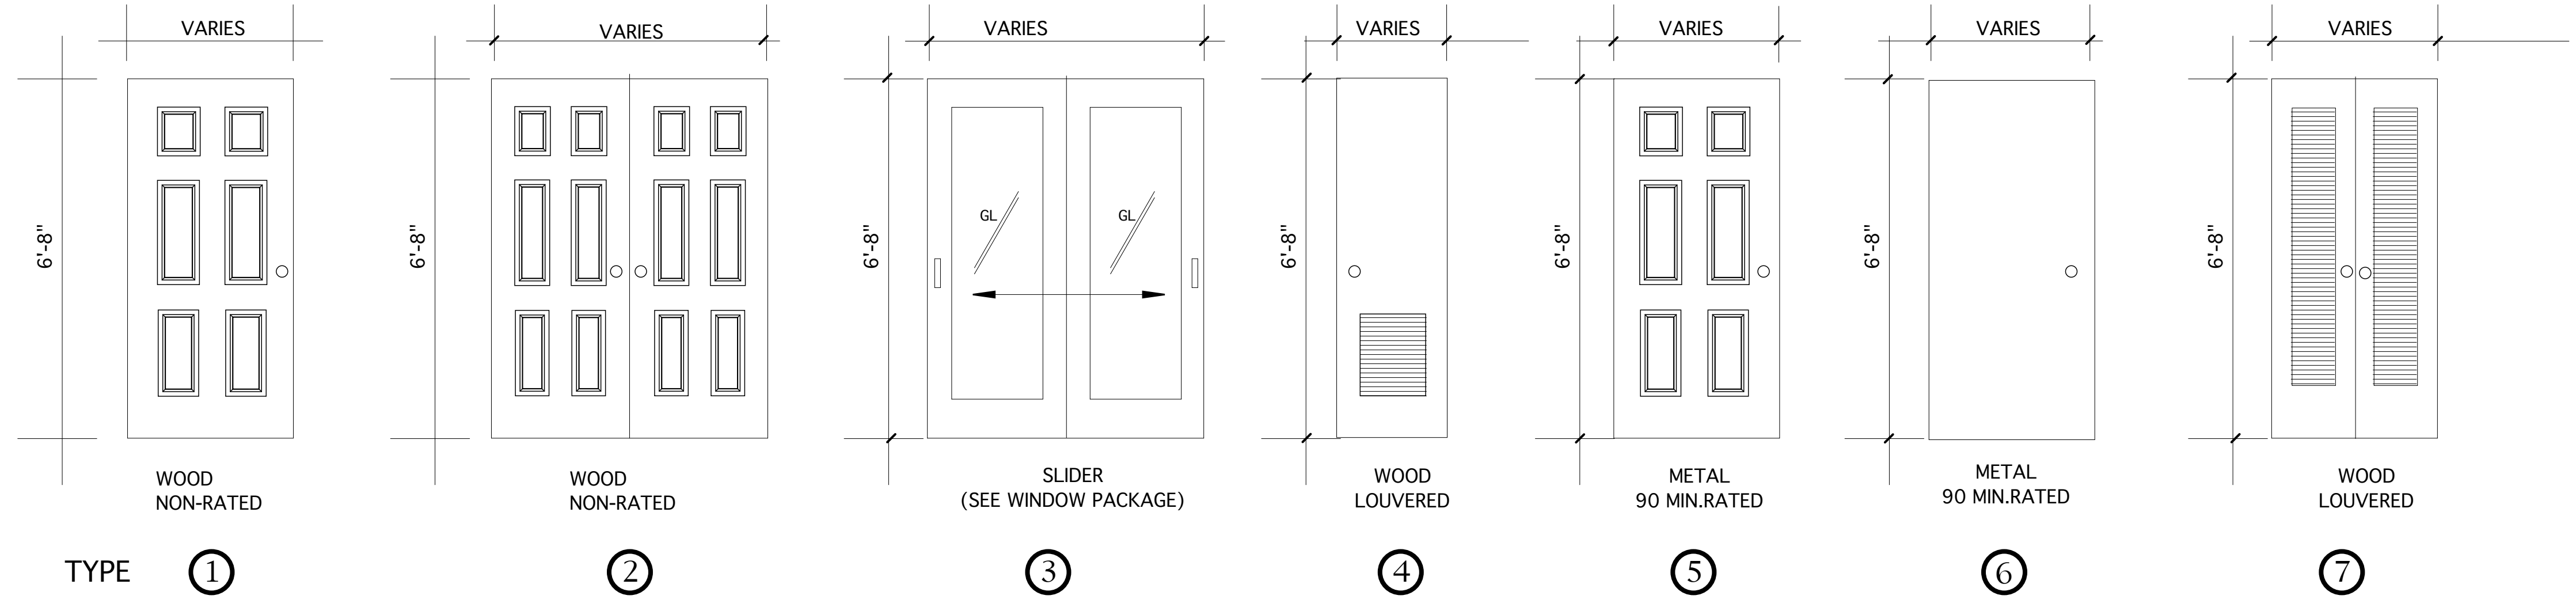 VARIES
VARIES
VARIES
VARIES
VARIES
VARIES
VARIES
6'-8"
6'-8"
6'-8"
6'-8"
6'-8"
6'-8"
6'-8"
GL
GL
WOOD
NON-RATED
WOOD
NON-RATED
SLIDER
(SEE WINDOW PACKAGE)
WOOD
LOUVERED
METAL
90 MIN.RATED
METAL
90 MIN.RATED
WOOD
LOUVERED
TYPE 1 2 3 4 5 6 7